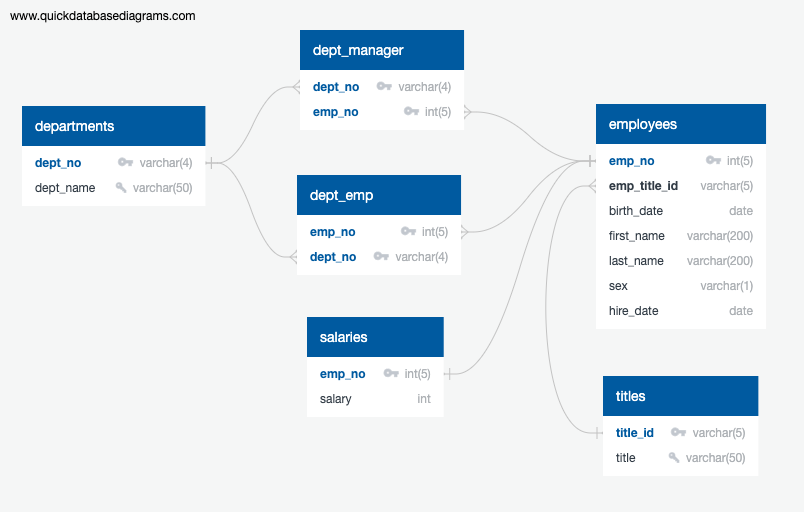 www.quickdatabasediagrams.com
dept_manager
dept_no varchar(4)
emp_no int(5)
departments
dept_no varchar(4)
dept_name varchar(50)
employees
emp_no int(5)
emp_title_id varchar(5)
birth_date date
first_name varchar(200)
last_name varchar(200)
sex varchar(1)
hire_date date
dept_emp
emp_no int(5)
dept_no varchar(4)
salaries
emp_no int(5)
salary int
titles
title_id varchar(5)
title varchar(50)